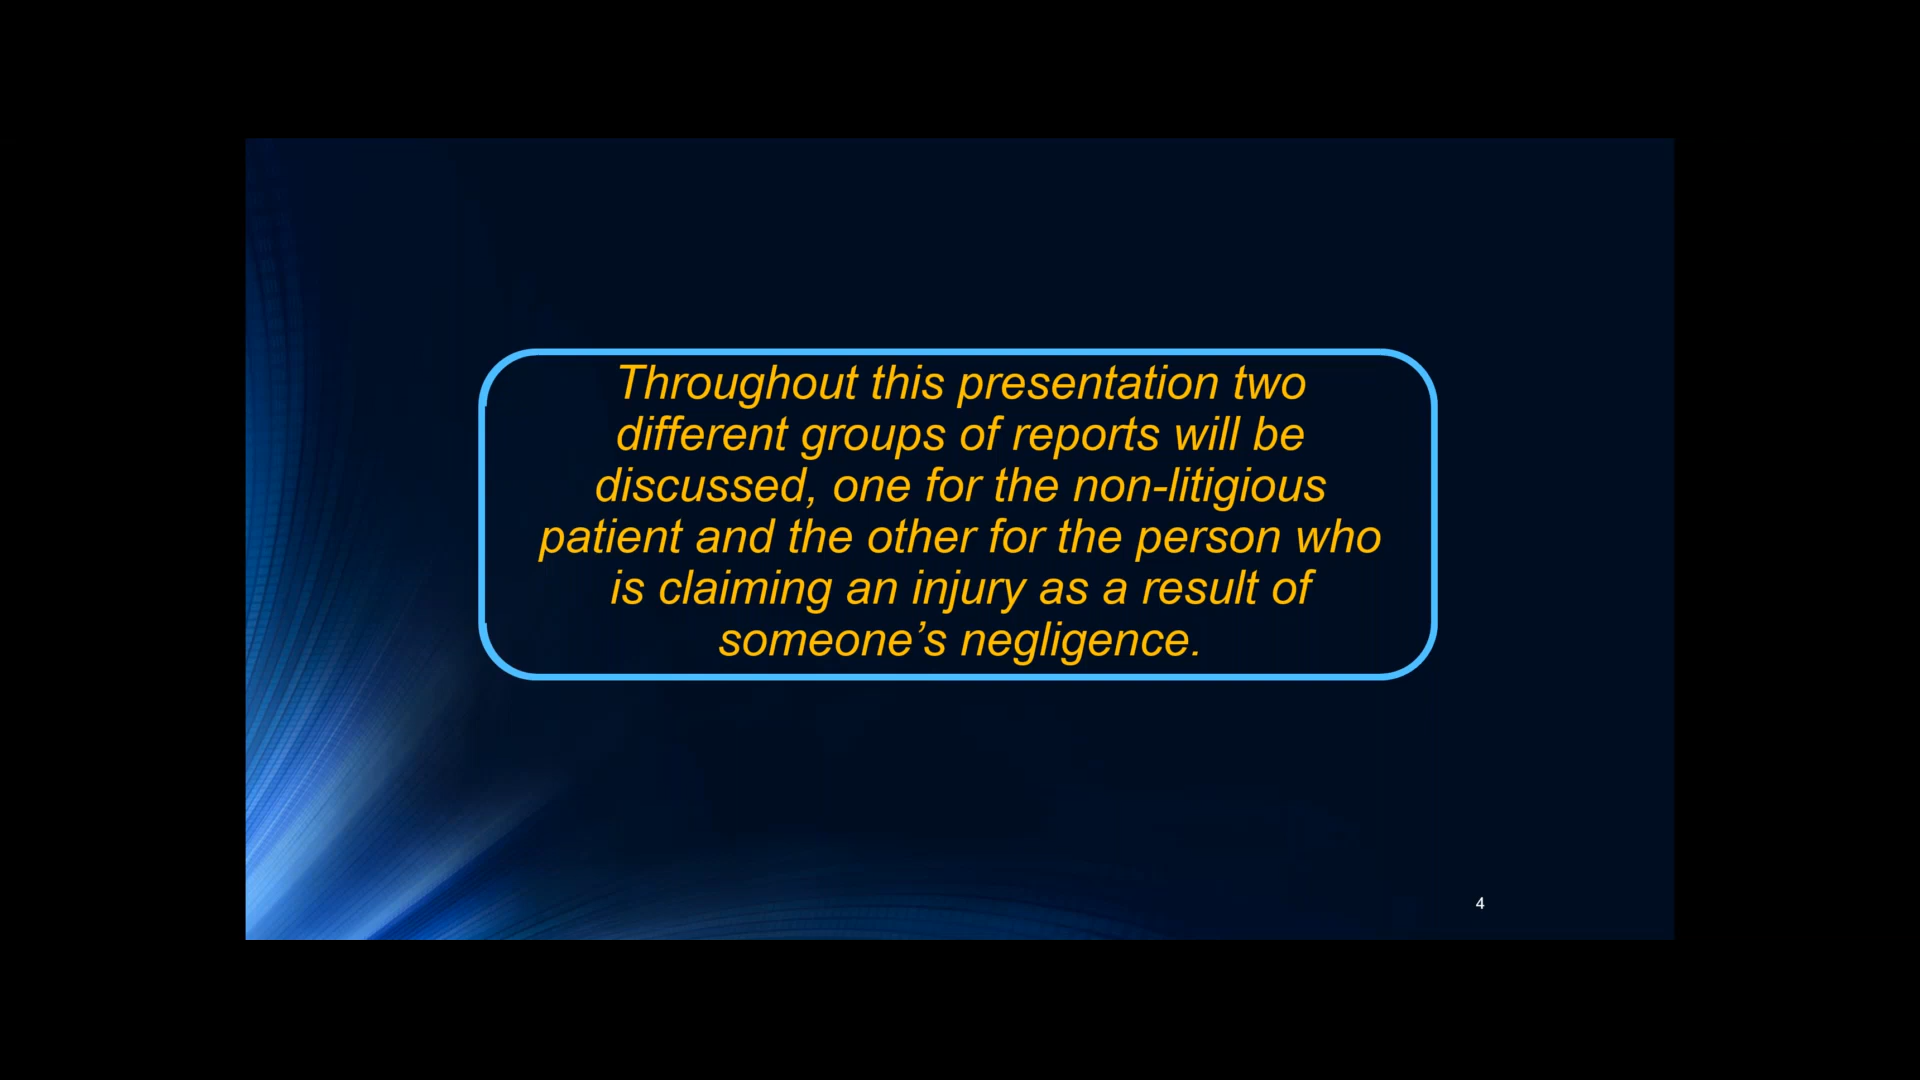 Throughout this presentation two
different groups of reports will be
discussed, one for the non-litigious
patient and the other for the person who
is claiming an injury as a result of
someone’s negligence.
4